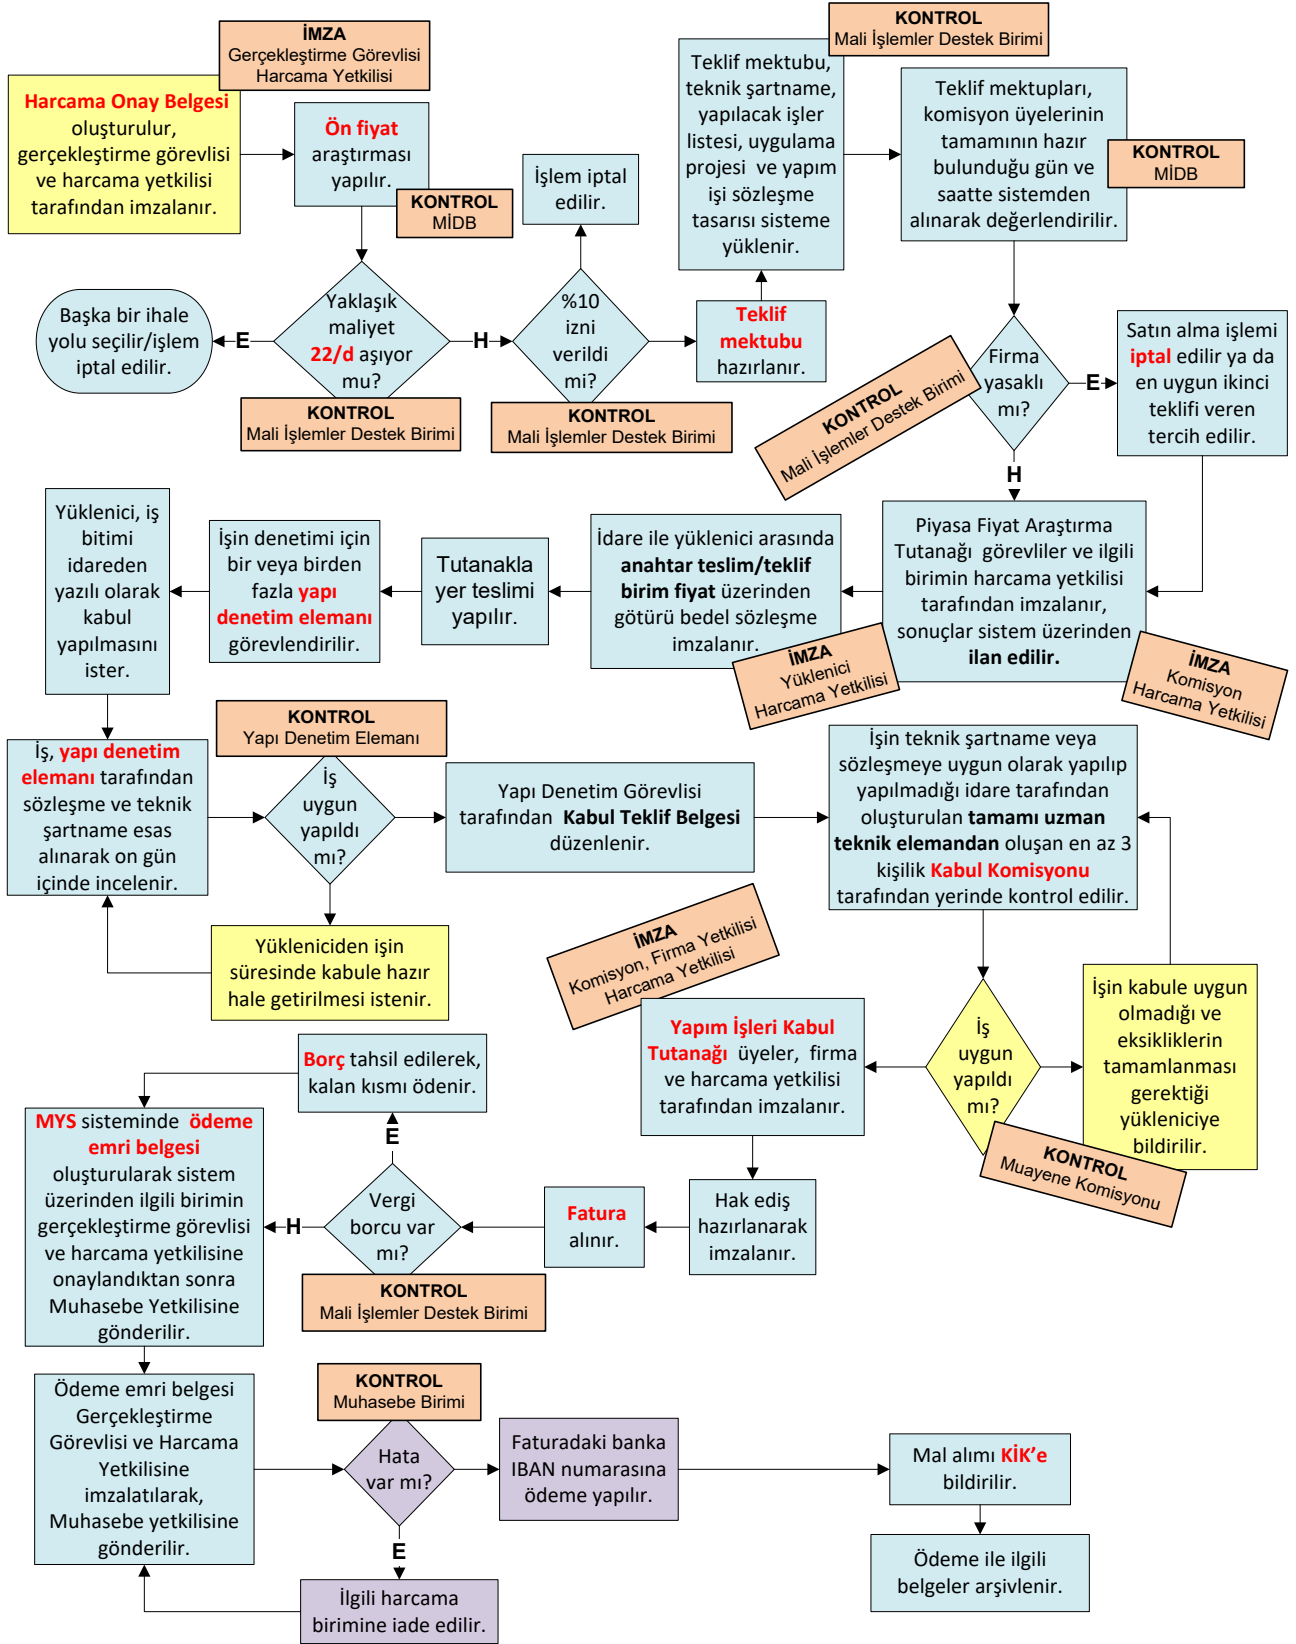 İMZA
Gerçekleştirme Görevlisi
Harcama Yetkilisi
Harcama Onay Belgesi
oluşturulur,
gerçekleştirme görevlisi
ve harcama yetkilisi
tarafından imzalanır.
Ön fiyat
araştırması
yapılır.
KONTROL
MİDB
İşlem iptal
edilir.
KONTROL
Mali İşlemler Destek Birimi
Teklif mektubu,
teknik şartname,
yapılacak işler
listesi, uygulama
projesi ve yapım
işi sözleşme
tasarısı sisteme
yüklenir.
Teklif mektupları,
komisyon üyelerinin
tamamının hazır
bulunduğu gün ve
saatte sistemden
alınarak değerlendirilir.
KONTROL
MİDB
Başka bir ihale
yolu seçilir/işlem
iptal edilir.
E
Yaklaşık
maliyet
22/d aşıyor
mu?
H
KONTROL
Mali İşlemler Destek Birimi
%10
izni
verildi
mi?
KONTROL
Mali İşlemler Destek Birimi
Teklif
mektubu
hazırlanır.
Firma
yasaklı
mı?
E
H
KONTROL
Mali İşlemler Destek Birimi
Satın alma işlemi
iptal edilir ya da
en uygun ikinci
teklifi veren
tercih edilir.
Piyasa Fiyat Araştırma
Tutanağı görevliler ve ilgili
birimin harcama yetkilisi
tarafından imzalanır,
sonuçlar sistem üzerinden
ilan edilir.
İMZA
Komisyon
Harcama Yetkilisi
İdare ile yüklenici arasında
anahtar teslim/teklif
birim fiyat üzerinden
götürü bedel sözleşme
imzalanır.
İMZA
Yüklenici
Harcama Yetkilisi
Tutanakla
yer teslimi
yapılır.
İşin denetimi için
bir veya birden
fazla yapı
denetim elemanı
görevlendirilir.
Yüklenici, iş
bitimi
idareden
yazılı olarak
kabul
yapılmasını
ister.
İş, yapı denetim
elemanı tarafından
sözleşme ve teknik
şartname esas
alınarak on gün
içinde incelenir.
KONTROL
Yapı Denetim Elemanı
İş
uygun
yapıldı
mı?
Yükleniciden işin
süresinde kabule hazır
hale getirilmesi istenir.
Yapı Denetim Görevlisi
tarafından Kabul Teklif Belgesi
düzenlenir.
İşin teknik şartname veya
sözleşmeye uygun olarak yapılıp
yapılmadığı idare tarafından
oluşturulan tamamı uzman
teknik elemandan oluşan en az 3
kişilik Kabul Komisyonu
tarafından yerinde kontrol edilir.
İMZA
Komisyon, Firma Yetkilisi
Harcama Yetkilisi
İş
uygun
yapıldı
mı?
KONTROL
Muayene Komisyonu
İşin kabule uygun
olmadığı ve
eksikliklerin
tamamlanması
gerektiği
yükleniciye
bildirilir.
Yapım İşleri Kabul
Tutanağı üyeler, firma
ve harcama yetkilisi
tarafından imzalanır.
Hak ediş
hazırlanarak
imzalanır.
Fatura
alınır.
Vergi
borcu var
mı?
E
H
KONTROL
Mali İşlemler Destek Birimi
Borç tahsil edilerek,
kalan kısmı ödenir.
MYS sisteminde ödeme
emri belgesi
oluşturularak sistem
üzerinden ilgili birimin
gerçekleştirme görevlisi
ve harcama yetkilisine
onaylandıktan sonra
Muhasebe Yetkilisine
gönderilir.
Ödeme emri belgesi
Gerçekleştirme
Görevlisi ve Harcama
Yetkilisine
imzalatılarak,
Muhasebe yetkilisine
gönderilir.
KONTROL
Muhasebe Birimi
Hata
var mı?
E
İlgili harcama
birimine iade edilir.
Faturadaki banka
IBAN numarasına
ödeme yapılır.
Mal alımı KİK’e
bildirilir.
Ödeme ile ilgili
belgeler arşivlenir.